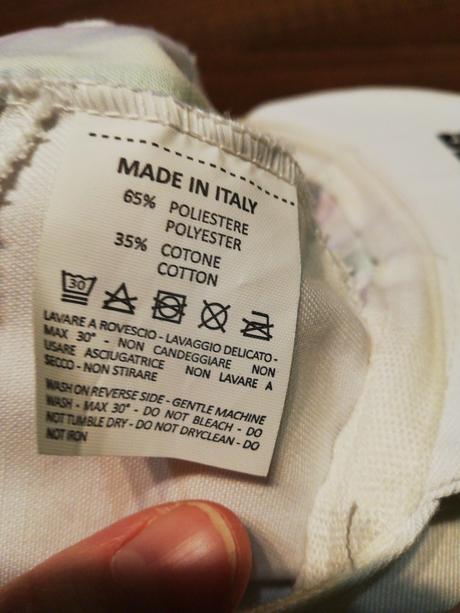 MADE IN ITALY
65% POLIESTERE
POLYESTER
35% COTONE
COTTON
30
LAVARE A ROVESCIO - LAVAGGIO DELICATO -
MAX 30° - NON CANDEGGIARE NON
USARE ASCIUGATRICE NON LAVARE A
SECCO - NON STIRARE
WASH ON REVERSE SIDE - GENTLE MACHINE
WASH - MAX 30° - DO NOT BLEACH - DO
NOT TUMBLE DRY - DO NOT DRYCLEAN - DO
NOT IRON